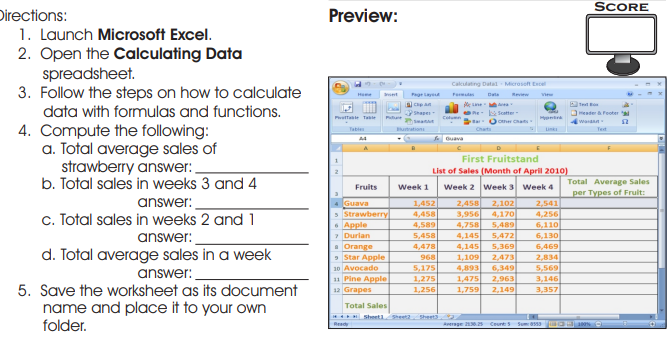 Directions:
1. Launch Microsoft Excel.
2. Open the Calculating Data
spreadsheet.
3. Follow the steps on how to calculate
data with formulas and functions.
4. Compute the following:
a. Total average sales of
strawberry answer:
b. Total sales in weeks 3 and 4
answer:
c. Total sales in weeks 2 and 1
answer:
d. Total average sales in a week
answer:
5. Save the worksheet as its document
name and place it to your own
folder.
Preview:
SCORE
Calculating Data1 - Microsoft Excel
Home Insert Page Layout Formulas Data Review View
PivotTable Table Picture Clip Art Shapes SmartArt Column Line Pie Bar Area Scatter Other Charts Hyperlink Text Box Header & Footer WordArt
Tables Illustrations Charts Links Text
A4 Guava
A B C D E F
1 First Fruitstand
2 List of Sales (Month of April 2010)
3 Fruits Week 1 Week 2 Week 3 Week 4 Total Average Sales per Types of Fruit:
4 Guava 1,452 2,458 2,102 2,541
5 Strawberry 4,458 3,956 4,170 4,256
6 Apple 4,589 4,758 5,489 6,110
7 Durian 5,458 4,145 5,472 6,130
8 Orange 4,478 4,145 5,369 6,469
9 Star Apple 968 1,109 2,473 2,834
10 Avocado 5,175 4,893 6,349 5,569
11 Pine Apple 1,275 1,475 2,963 3,146
12 Grapes 1,256 1,759 2,149 3,357
Total Sales
Sheet1 Sheet2 Sheet3
Ready Average: 2138.25 Count: 5 Sum: 8553 100%